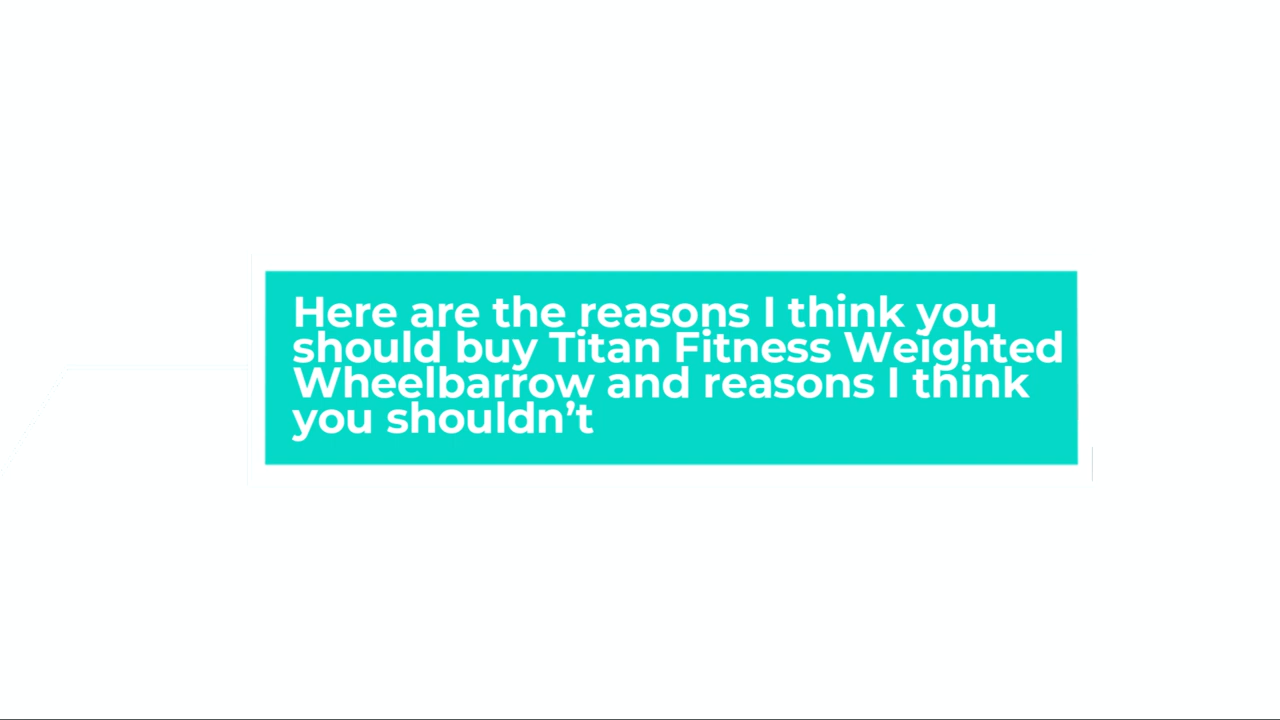 Here are the reasons I think you
should buy Titan Fitness Weighted
Wheelbarrow and reasons I think
you shouldn’t